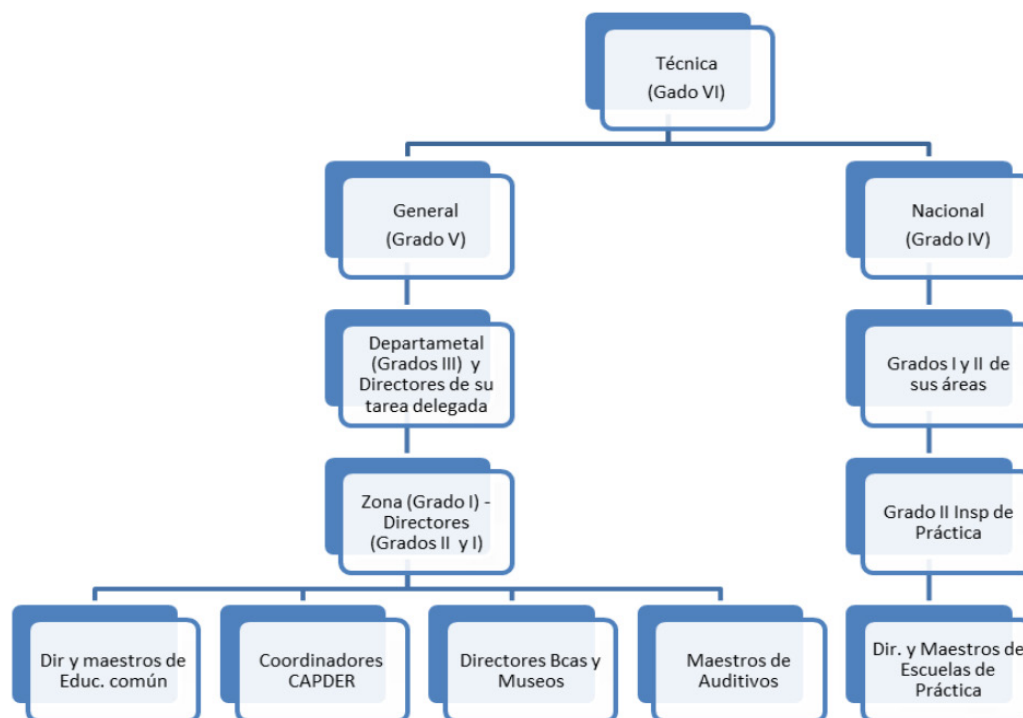 Técnica
(Gado VI)
General
(Grado V)
Nacional
(Grado IV)
Departametal
(Grados III) y
Directores de su
tarea delegada
Grados I y II de
sus áreas
Zona (Grado I) -
Directores
(Grados II y I)
Grado II Insp de
Práctica
Dir y maestros de
Educ. común
Coordinadores
CAPDER
Directores Bcas y
Museos
Maestros de
Auditivos
Dir. y Maestros de
Escuelas de
Práctica